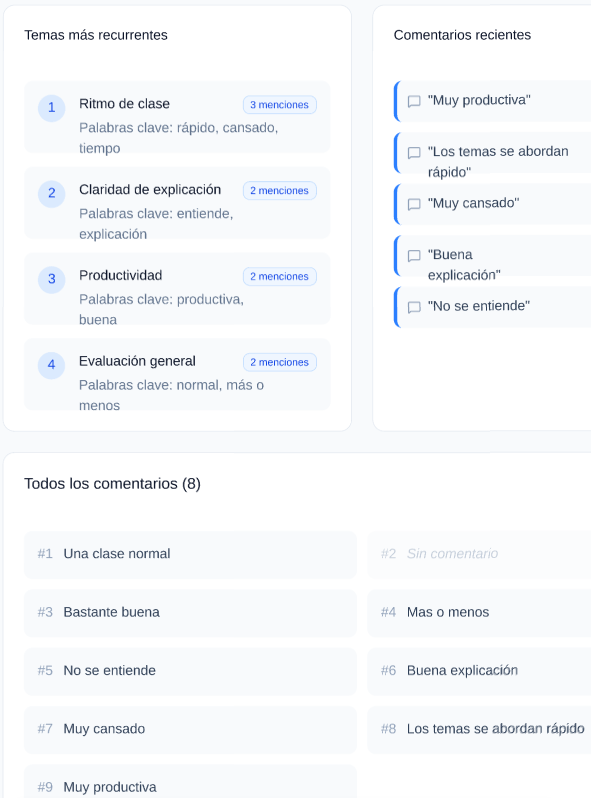 Temas más recurrentes
1 Ritmo de clase 3 menciones
Palabras clave: rápido, cansado,
tiempo
2 Claridad de explicación 2 menciones
Palabras clave: entiende,
explicación
3 Productividad 2 menciones
Palabras clave: productiva,
buena
4 Evaluación general 2 menciones
Palabras clave: normal, más o
menos
Comentarios recientes
"Muy productiva"
"Los temas se abordan
rápido"
"Muy cansado"
"Buena
explicación"
"No se entiende"
Todos los comentarios (8)
#1 Una clase normal
#2 Sin comentario
#3 Bastante buena
#4 Mas o menos
#5 No se entiende
#6 Buena explicación
#7 Muy cansado
#8 Los temas se abordan rápido
#9 Muy productiva